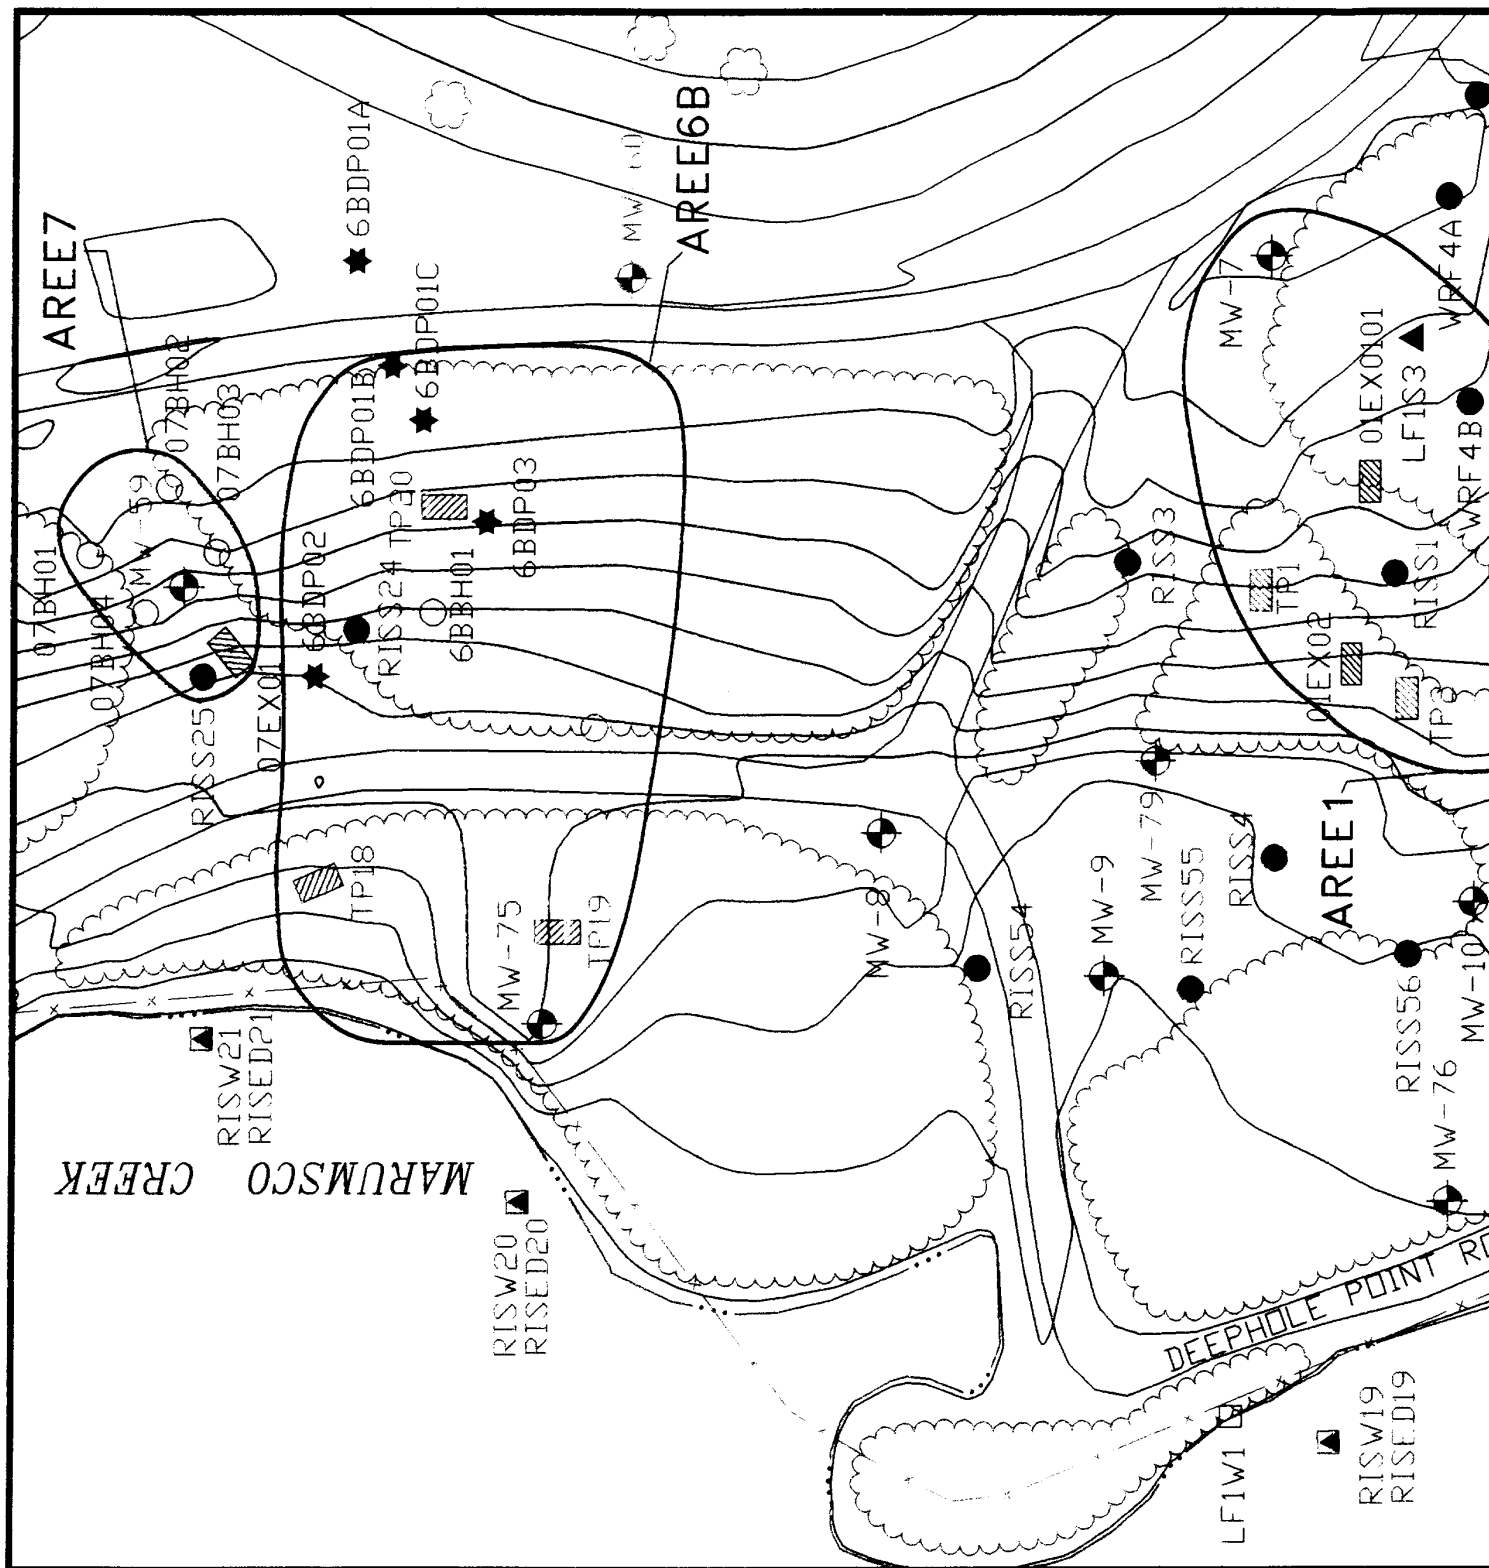 AREE7
6BDP01A
MW-60
AREE6B
6BDP01C
07BH02
07BH03
6BDP01B
MW-59
07BH01
07BH04
6BDP02
TP20
6BDP03
RISS24
6BBH01
RISS25
07EX01
TP18
MW-75
TP19
MW-8
RISS54
MW-9
MW-79
RISS55
RISS4
AREE1
RISS56
MW-10
MW-76
MW-7
WRF4A
01EX0101
LF1S3
WRF4B
RISS3
TP1
RISS1
01EX02
TP3
RISW21
RISED21
MARUMSCO CREEK
RISW20
RISED20
DEEPHOLE POINT
LF1W1
RISW19
RISED19